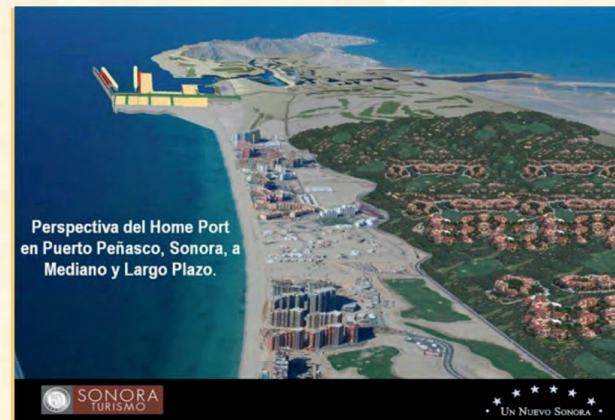 Perspectiva del Home Port
en Puerto Peñasco, Sonora, a
Mediano y Largo Plazo.
SONORA
TURISMO
UN NUEVO SONORA